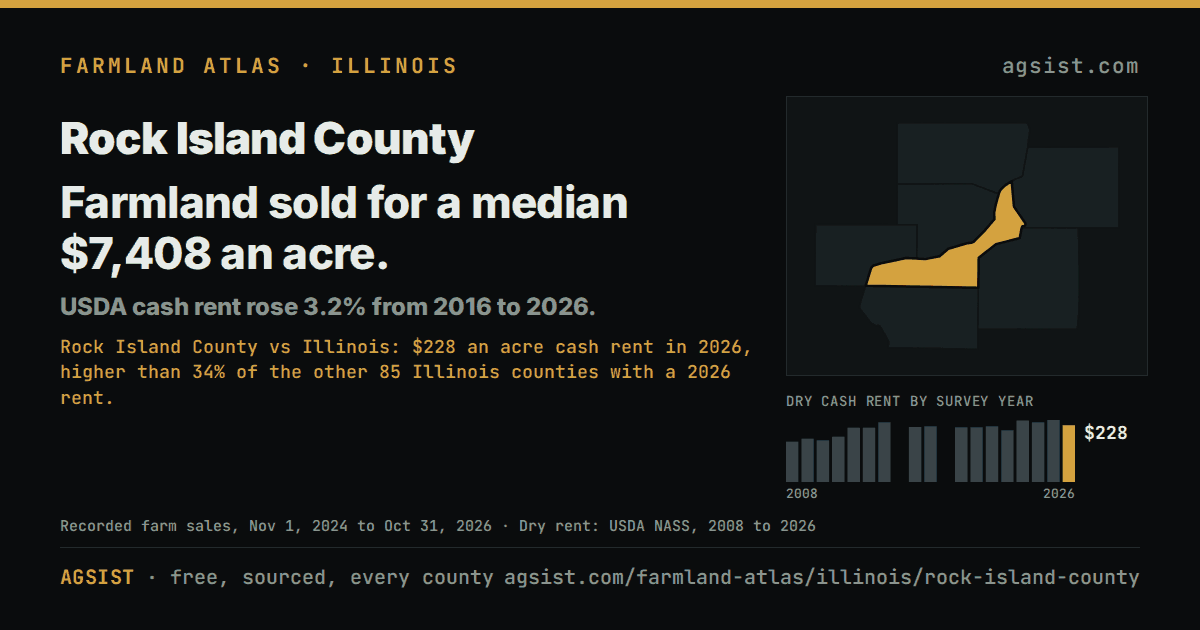 FARMLAND ATLAS · ILLINOIS
agsist.com
Rock Island County
Farmland sold for a median
$7,408 an acre.
USDA cash rent rose 3.2% from 2016 to 2026.
Rock Island County vs Illinois: $228 an acre cash rent in 2026,
higher than 34% of the other 85 Illinois counties with a 2026
rent.
DRY CASH RENT BY SURVEY YEAR
$228
2008
2026
Recorded farm sales, Nov 1, 2024 to Oct 31, 2026 · Dry rent: USDA NASS, 2008 to 2026
AGSIST · free, sourced, every county
agsist.com/farmland-atlas/illinois/rock-island-county